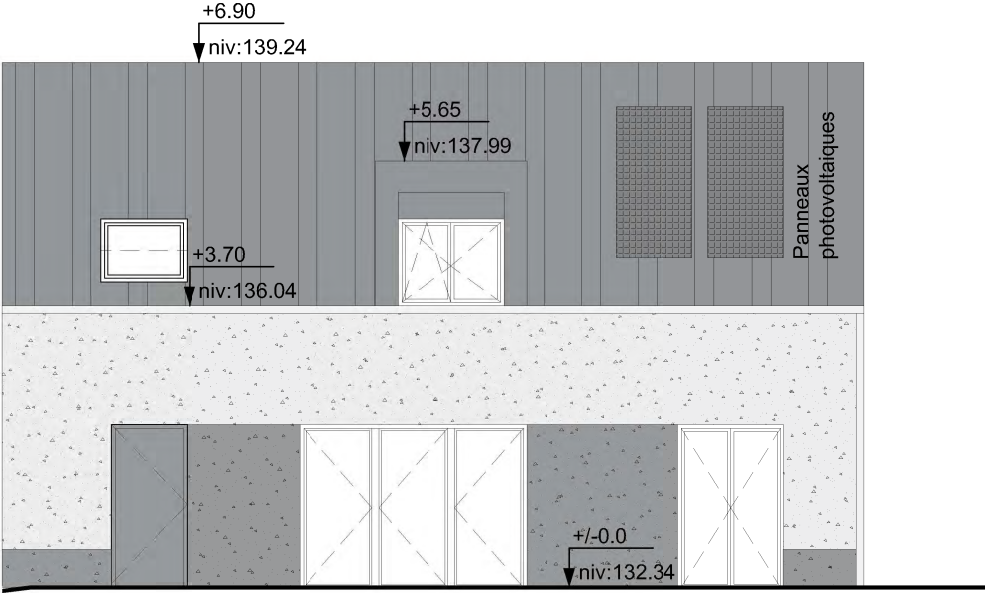 +6.90
niv:139.24
+5.65
niv:137.99
Panneaux
photovoltaiques
+3.70
niv:136.04
+/-0.0
niv:132.34